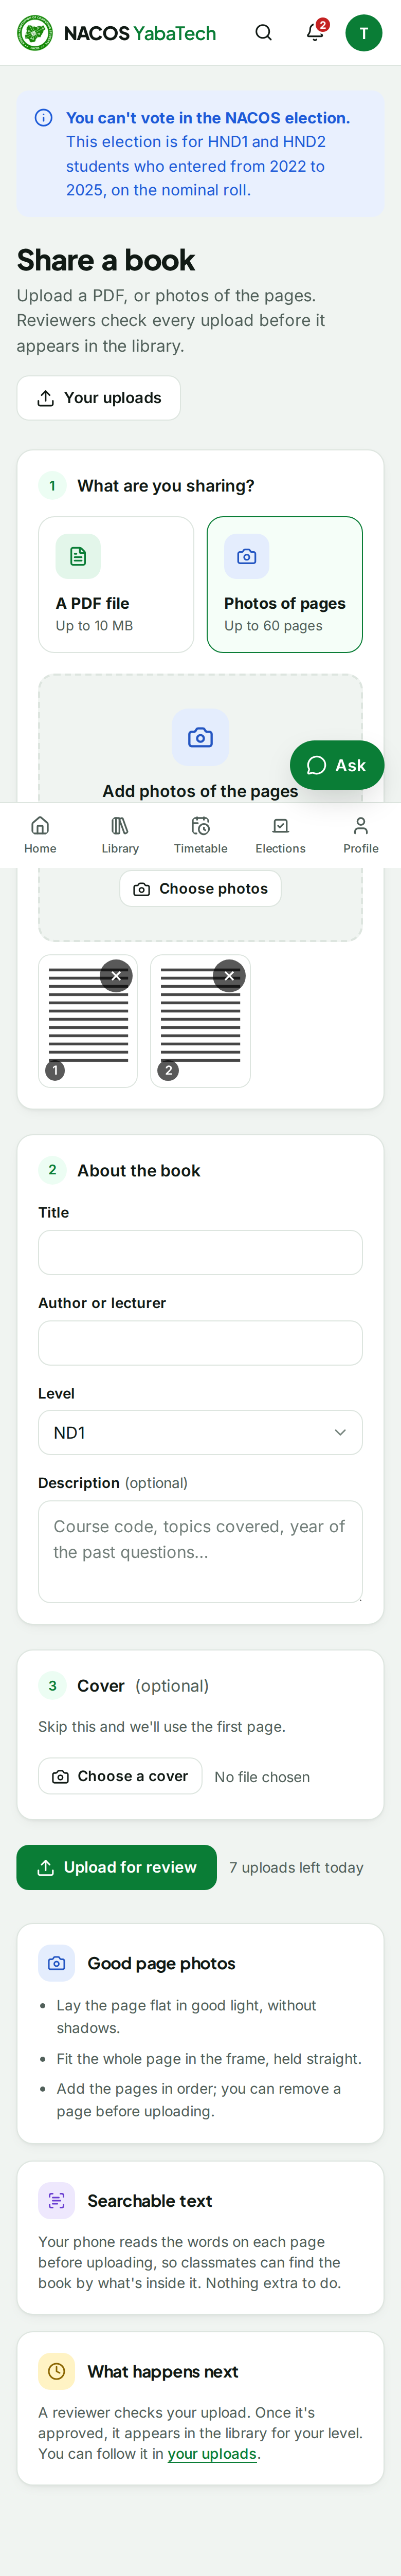 NACOS YabaTech
2
T
You can't vote in the NACOS election.
This election is for HND1 and HND2
students who entered from 2022 to
2025, on the nominal roll.
Share a book
Upload a PDF, or photos of the pages.
Reviewers check every upload before it
appears in the library.
Your uploads
1 What are you sharing?
A PDF file
Up to 10 MB
Photos of pages
Up to 60 pages
Ask
Add photos of the pages
Home Library Timetable Elections Profile
Choose photos
1 2
2 About the book
Title
Author or lecturer
Level
ND1
Description (optional)
Course code, topics covered, year of
the past questions...
3 Cover (optional)
Skip this and we'll use the first page.
Choose a cover No file chosen
Upload for review 7 uploads left today
Good page photos
Lay the page flat in good light, without
shadows.
Fit the whole page in the frame, held straight.
Add the pages in order; you can remove a
page before uploading.
Searchable text
Your phone reads the words on each page
before uploading, so classmates can find the
book by what's inside it. Nothing extra to do.
What happens next
A reviewer checks your upload. Once it's
approved, it appears in the library for your level.
You can follow it in your uploads.